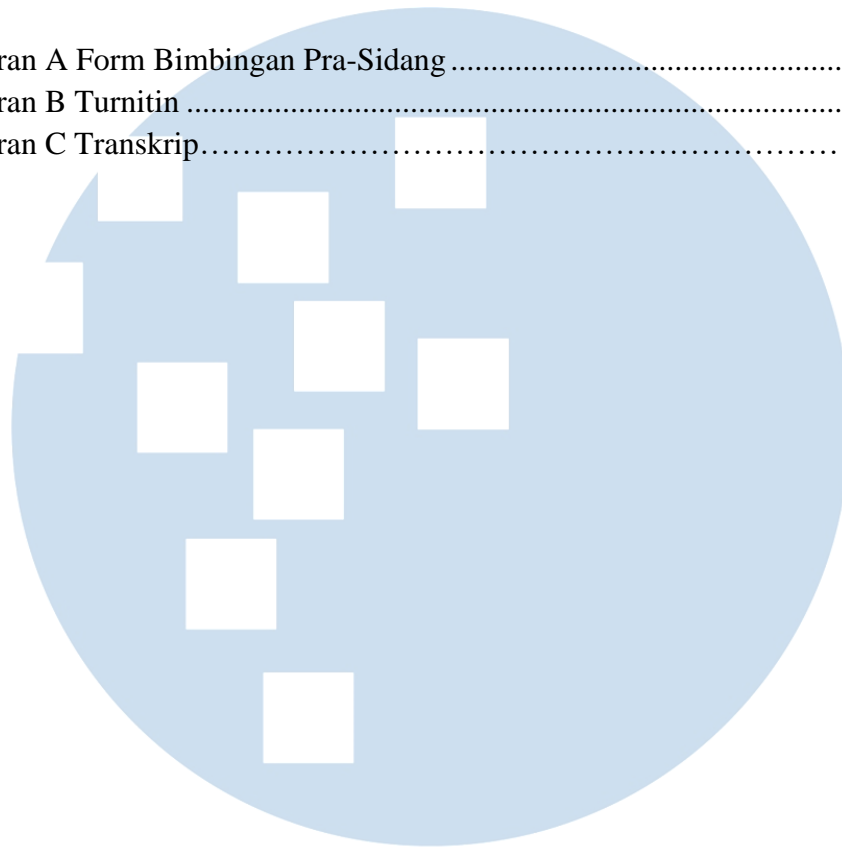 ran A Form Bimbingan Pra-Sidang ................................................
ran B Turnitin ...................................................................................
ran C Transkrip……………………………………………………………